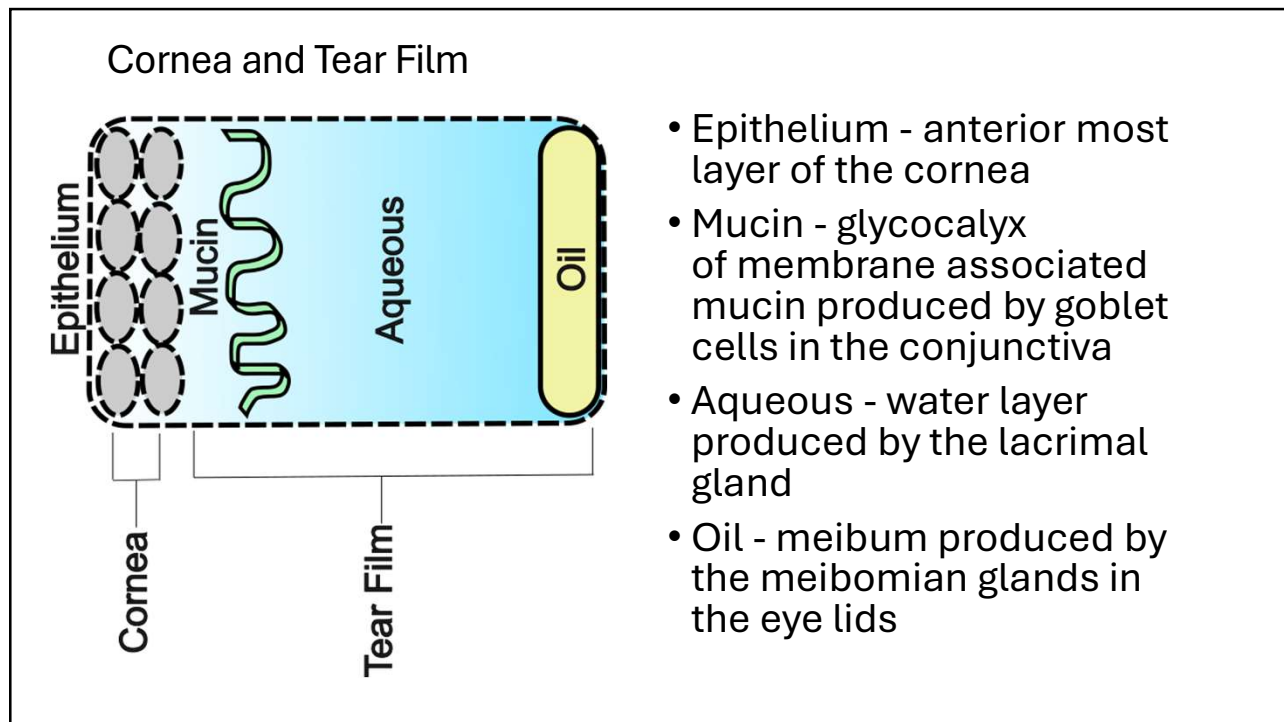 Cornea and Tear Film
Epithelium
Mucin
Aqueous
Oil
Cornea
Tear Film
• Epithelium - anterior most
layer of the cornea
• Mucin - glycocalyx
of membrane associated
mucin produced by goblet
cells in the conjunctiva
• Aqueous - water layer
produced by the lacrimal
gland
• Oil - meibum produced by
the meibomian glands in
the eye lids